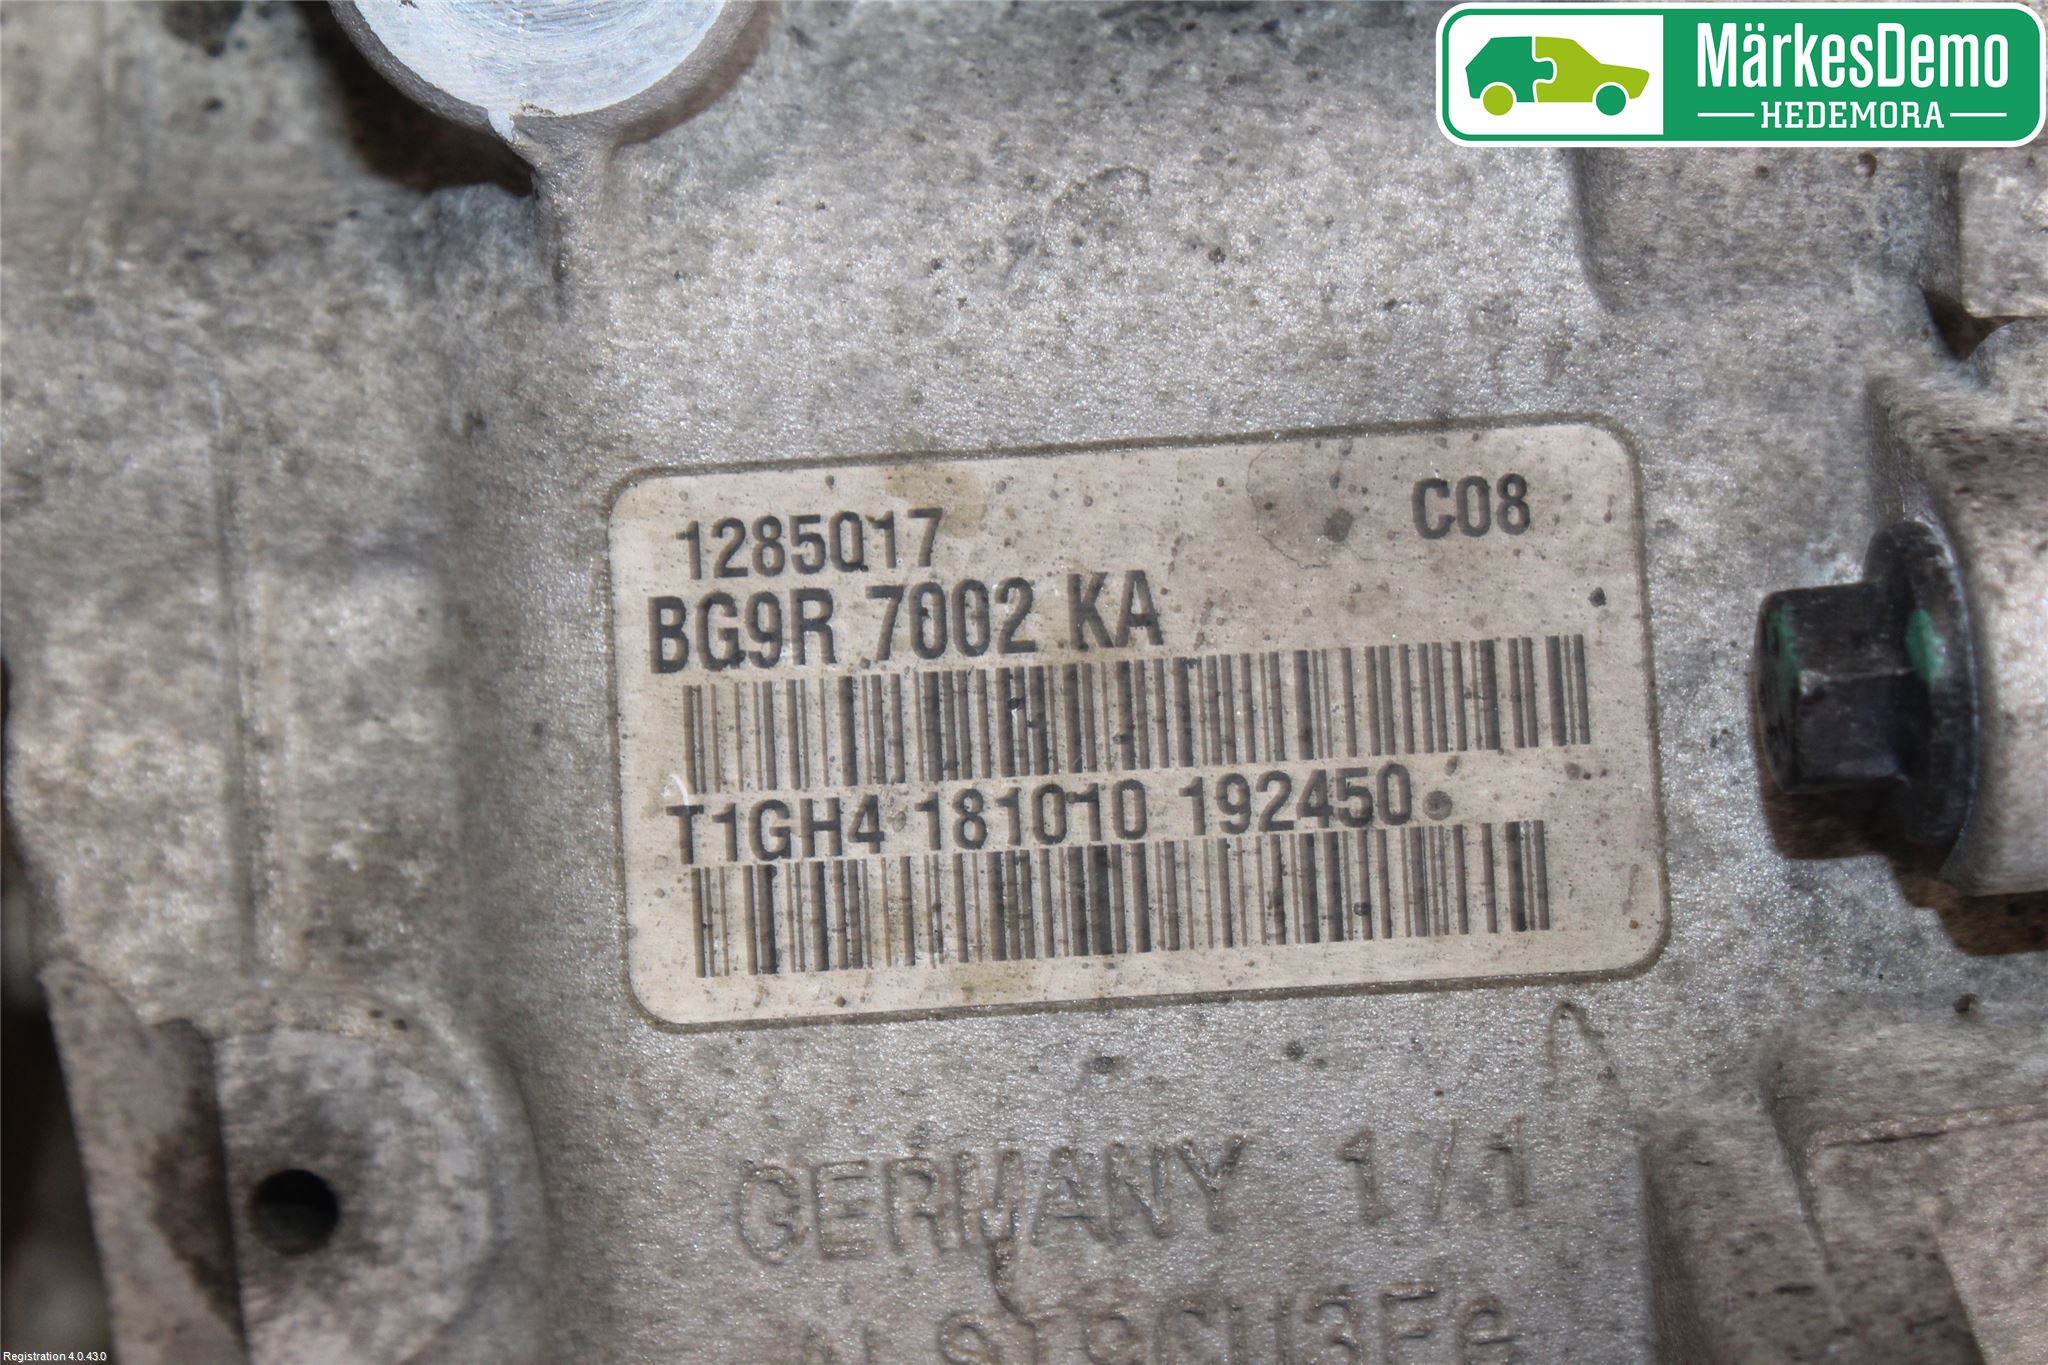 MärkesDemo
HEDEMORA
1285017 C08
BG9R 7002 KA
T1GH4 181010 192450
GERMANY 1/1
Registration 4.0.43.0